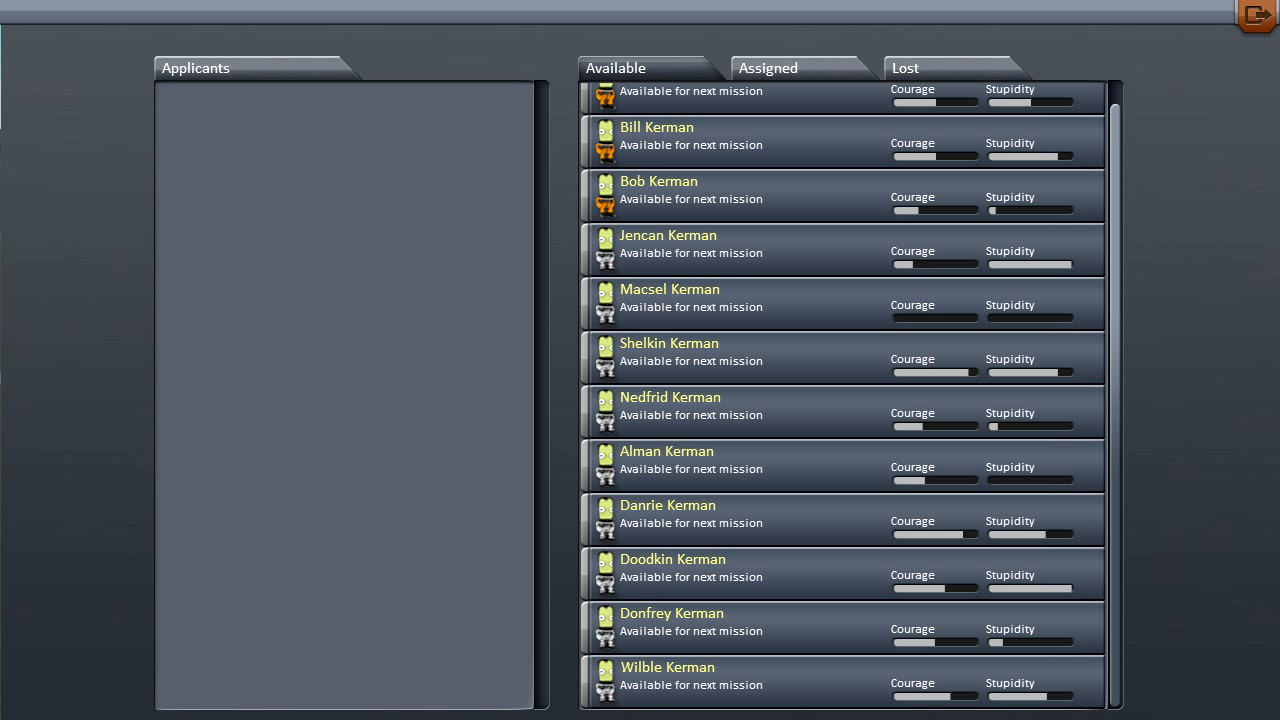 Applicants
Available
Assigned
Lost
Available for next mission
Courage
Stupidity
Bill Kerman
Available for next mission
Courage
Stupidity
Bob Kerman
Available for next mission
Courage
Stupidity
Jencan Kerman
Available for next mission
Courage
Stupidity
Macsel Kerman
Available for next mission
Courage
Stupidity
Shelkin Kerman
Available for next mission
Courage
Stupidity
Nedfrid Kerman
Available for next mission
Courage
Stupidity
Alman Kerman
Available for next mission
Courage
Stupidity
Danrie Kerman
Available for next mission
Courage
Stupidity
Doodkin Kerman
Available for next mission
Courage
Stupidity
Donfrey Kerman
Available for next mission
Courage
Stupidity
Wilble Kerman
Available for next mission
Courage
Stupidity